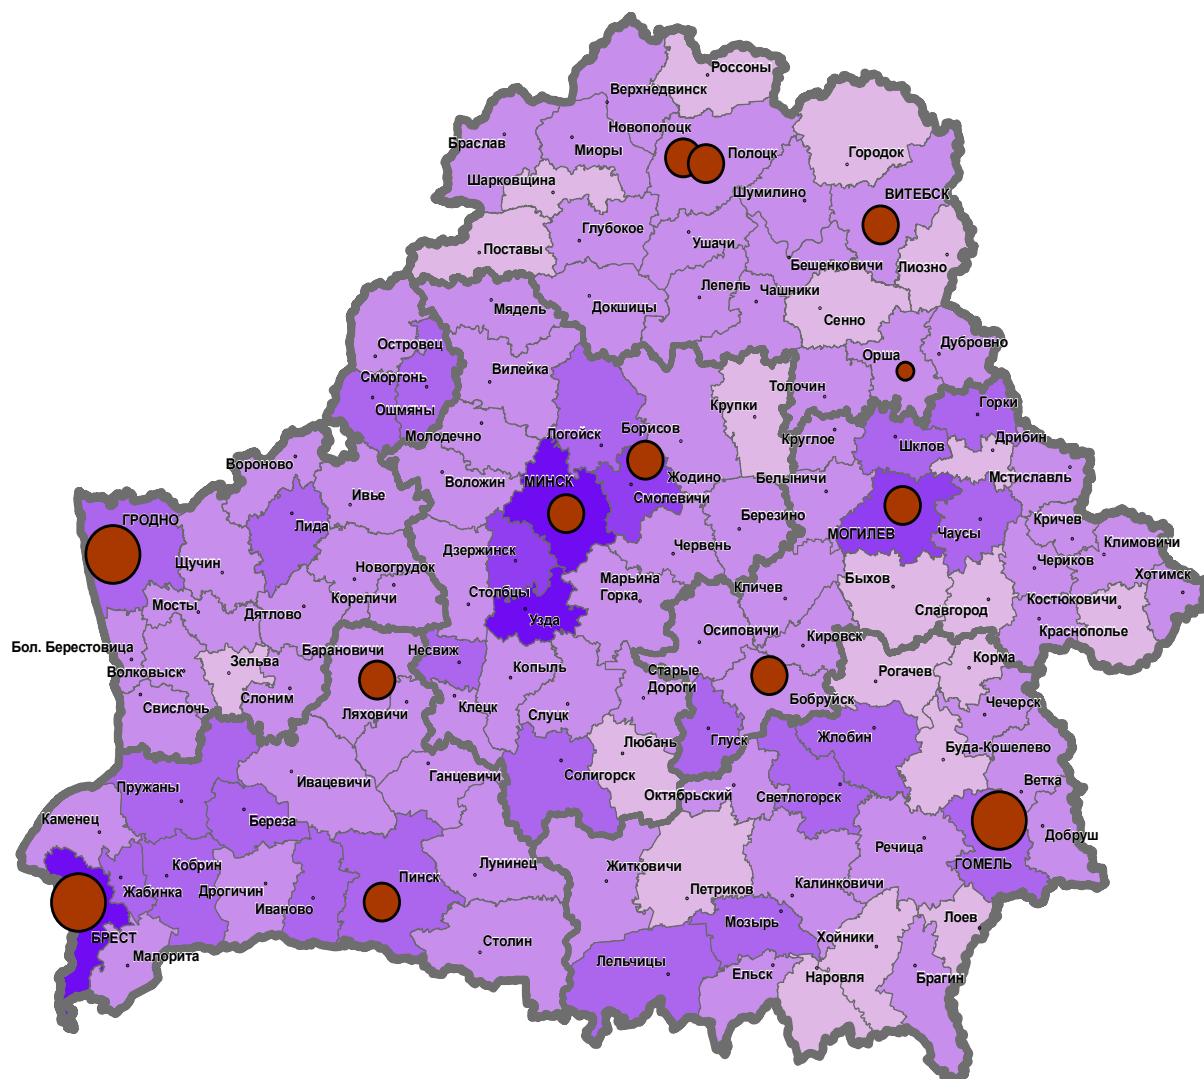 Россоны
Верхнедвинск
Новополоцк
Браслав
Миоры
Полоцк
Городок
Шарковщина
Шумилино
ВИТЕБСК
Глубокое
Ушачи
Поставы
Бешенковичи
Лиозно
Лепель
Чашники
Мядель
Докшицы
Сенно
Островец
Орша
Дубровно
Вилейка
Сморгонь
Толочин
Ошмяны
Крупки
Горки
Молодечно
Логойск
Борисов
Круглое
Шклов
Дрибин
Вороново
Воложин
МИНСК
Жодино
Белыничи
Мстиславль
Ивье
Смолевичи
ГРОДНО
Лида
Березино
Кричев
МОГИЛЕВ
Чаусы
Климовичи
Дзержинск
Червень
Щучин
Новогрудок
Чериков
Хотимск
Марьина
Горка
Быхов
Кличев
Столбцы
Кореличи
Костюковичи
Мосты
Дятлово
Славгород
Узда
Краснополье
Осиповичи
Кировск
Бол. Берестовица
Барановичи
Несвиж
Зельва
Корма
Волковыск
Копыль
Старые
Дороги
Рогачев
Слоним
Бобруйск
Свислочь
Ляховичи
Клецк
Слуцк
Чечерск
Жлобин
Глуск
Любань
Буда-Кошелево
Ивацевичи
Ганцевичи
Солигорск
Ветка
Пружаны
Октябрьский
Светлогорск
Каменец
Береза
Добруш
Речица
Кобрин
Лунинец
Житковичи
ГОМЕЛЬ
Пинск
Жабинка
Дрогичин
Калинковичи
Петриков
Иваново
Лоев
Мозырь
БРЕСТ
Столин
Хойники
Малорита
Лельчицы
Ельск
Наровля
Брагин